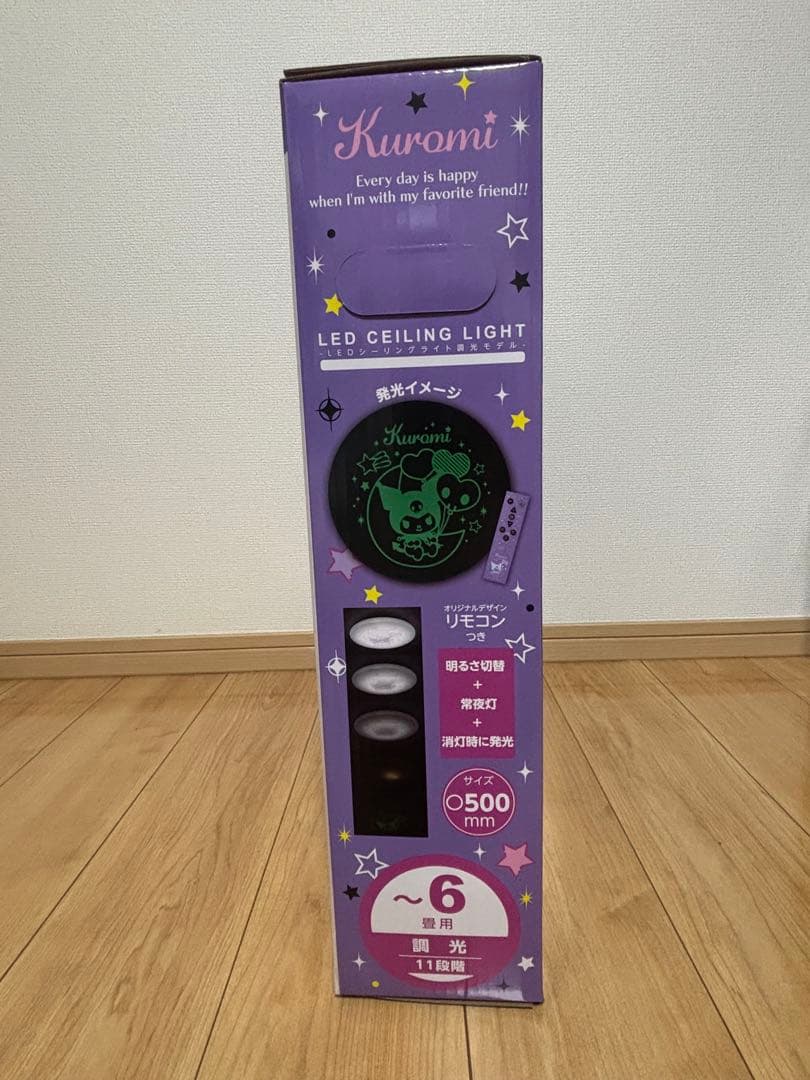 Kuromi
Every day is happy
when I'm with my favorite friend!!
LED CEILING LIGHT
-LEDシーリングライト調光モデル-
発光イメージ
Kuromi
オリジナルデザイン
リモコン
つき
明るさ切替
+
常夜灯
+
消灯時に発光
サイズ
○500
mm
～6
畳用
調光
11段階